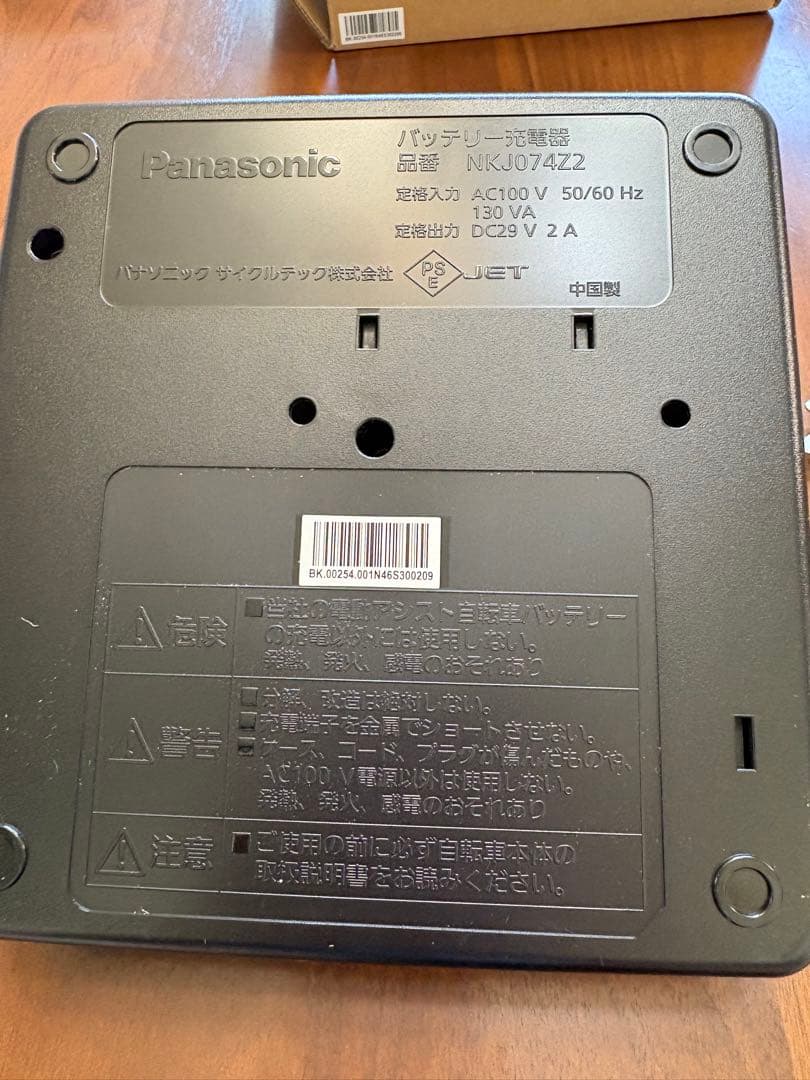 BK.00254.001N46S300209
Panasonic
バッテリー充電器
品番 NKJ074Z2
定格入力 AC100 V 50/60 Hz
130 VA
定格出力 DC29 V 2 A
パナソニック サイクルテック株式会社 PS E JET 中国製
BK.00254.001N46S300209
危険
■当社の電動アシスト自転車バッテリー
の充電以外には使用しない。
発熱、発火、感電のおそれあり
警告
■分解、改造は絶対しない。
■充電端子を金属でショートさせない。
■ケース、コード、プラグが傷んだものや、
AC100 V電源以外は使用しない。
発熱、発火、感電のおそれあり
注意
■ご使用の前に必ず自転車本体の
取扱説明書をお読みください。